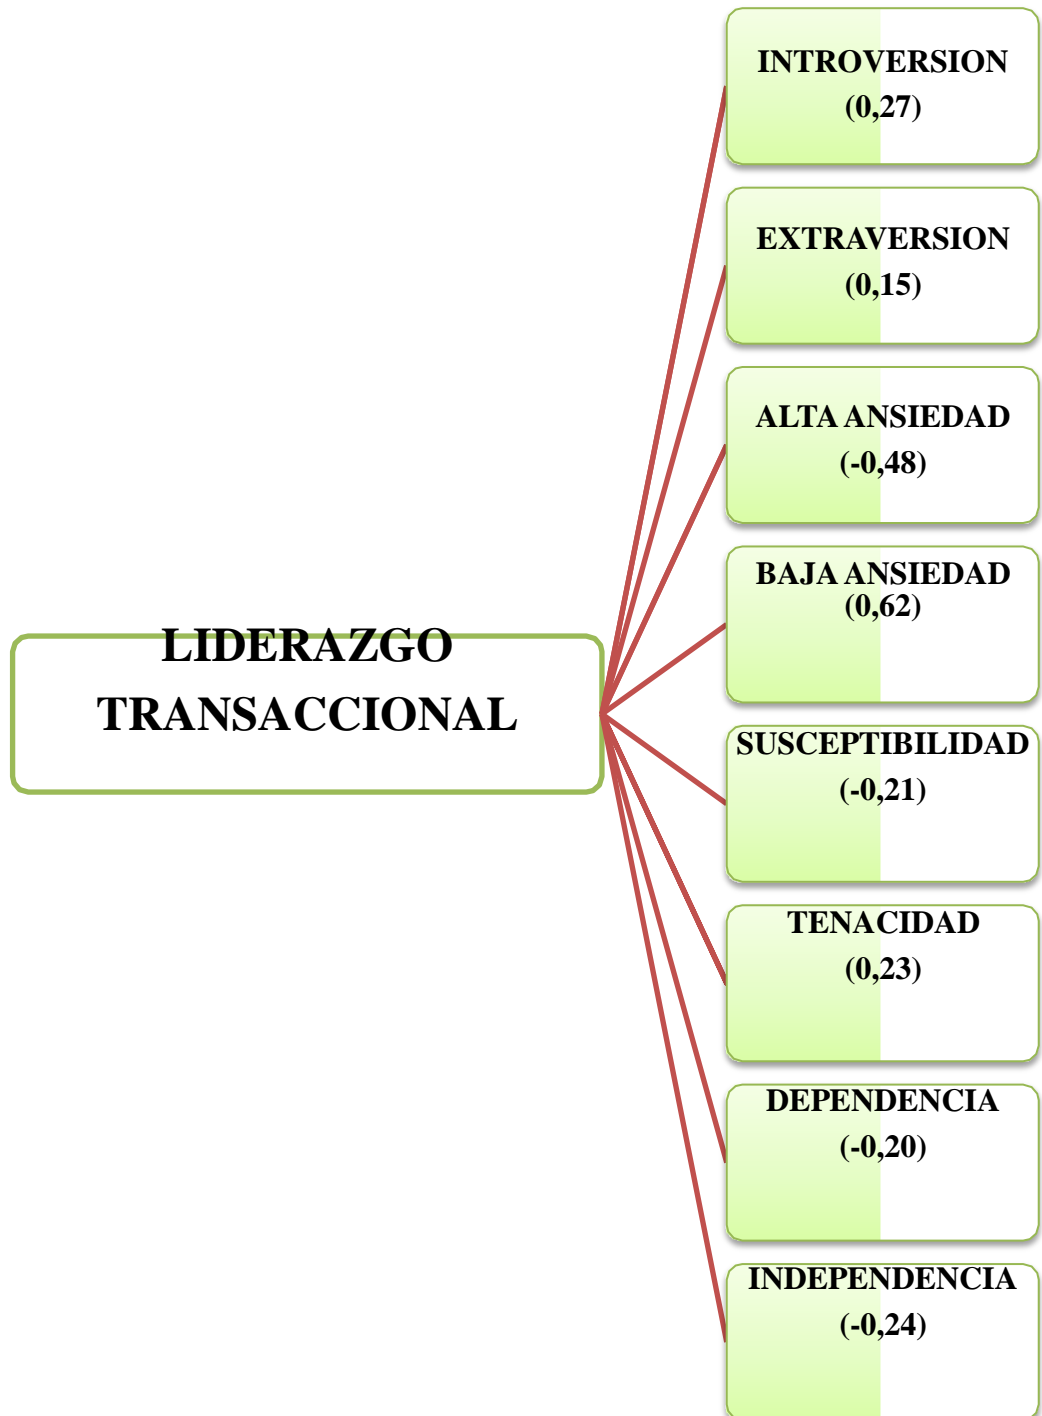 LIDERAZGO
TRANSACCIONAL
INTROVERSION
(0,27)
EXTRAVERSION
(0,15)
ALTA ANSIEDAD
(-0,48)
BAJA ANSIEDAD
(0,62)
SUSCEPTIBILIDAD
(-0,21)
TENACIDAD
(0,23)
DEPENDENCIA
(-0,20)
INDEPENDENCIA
(-0,24)